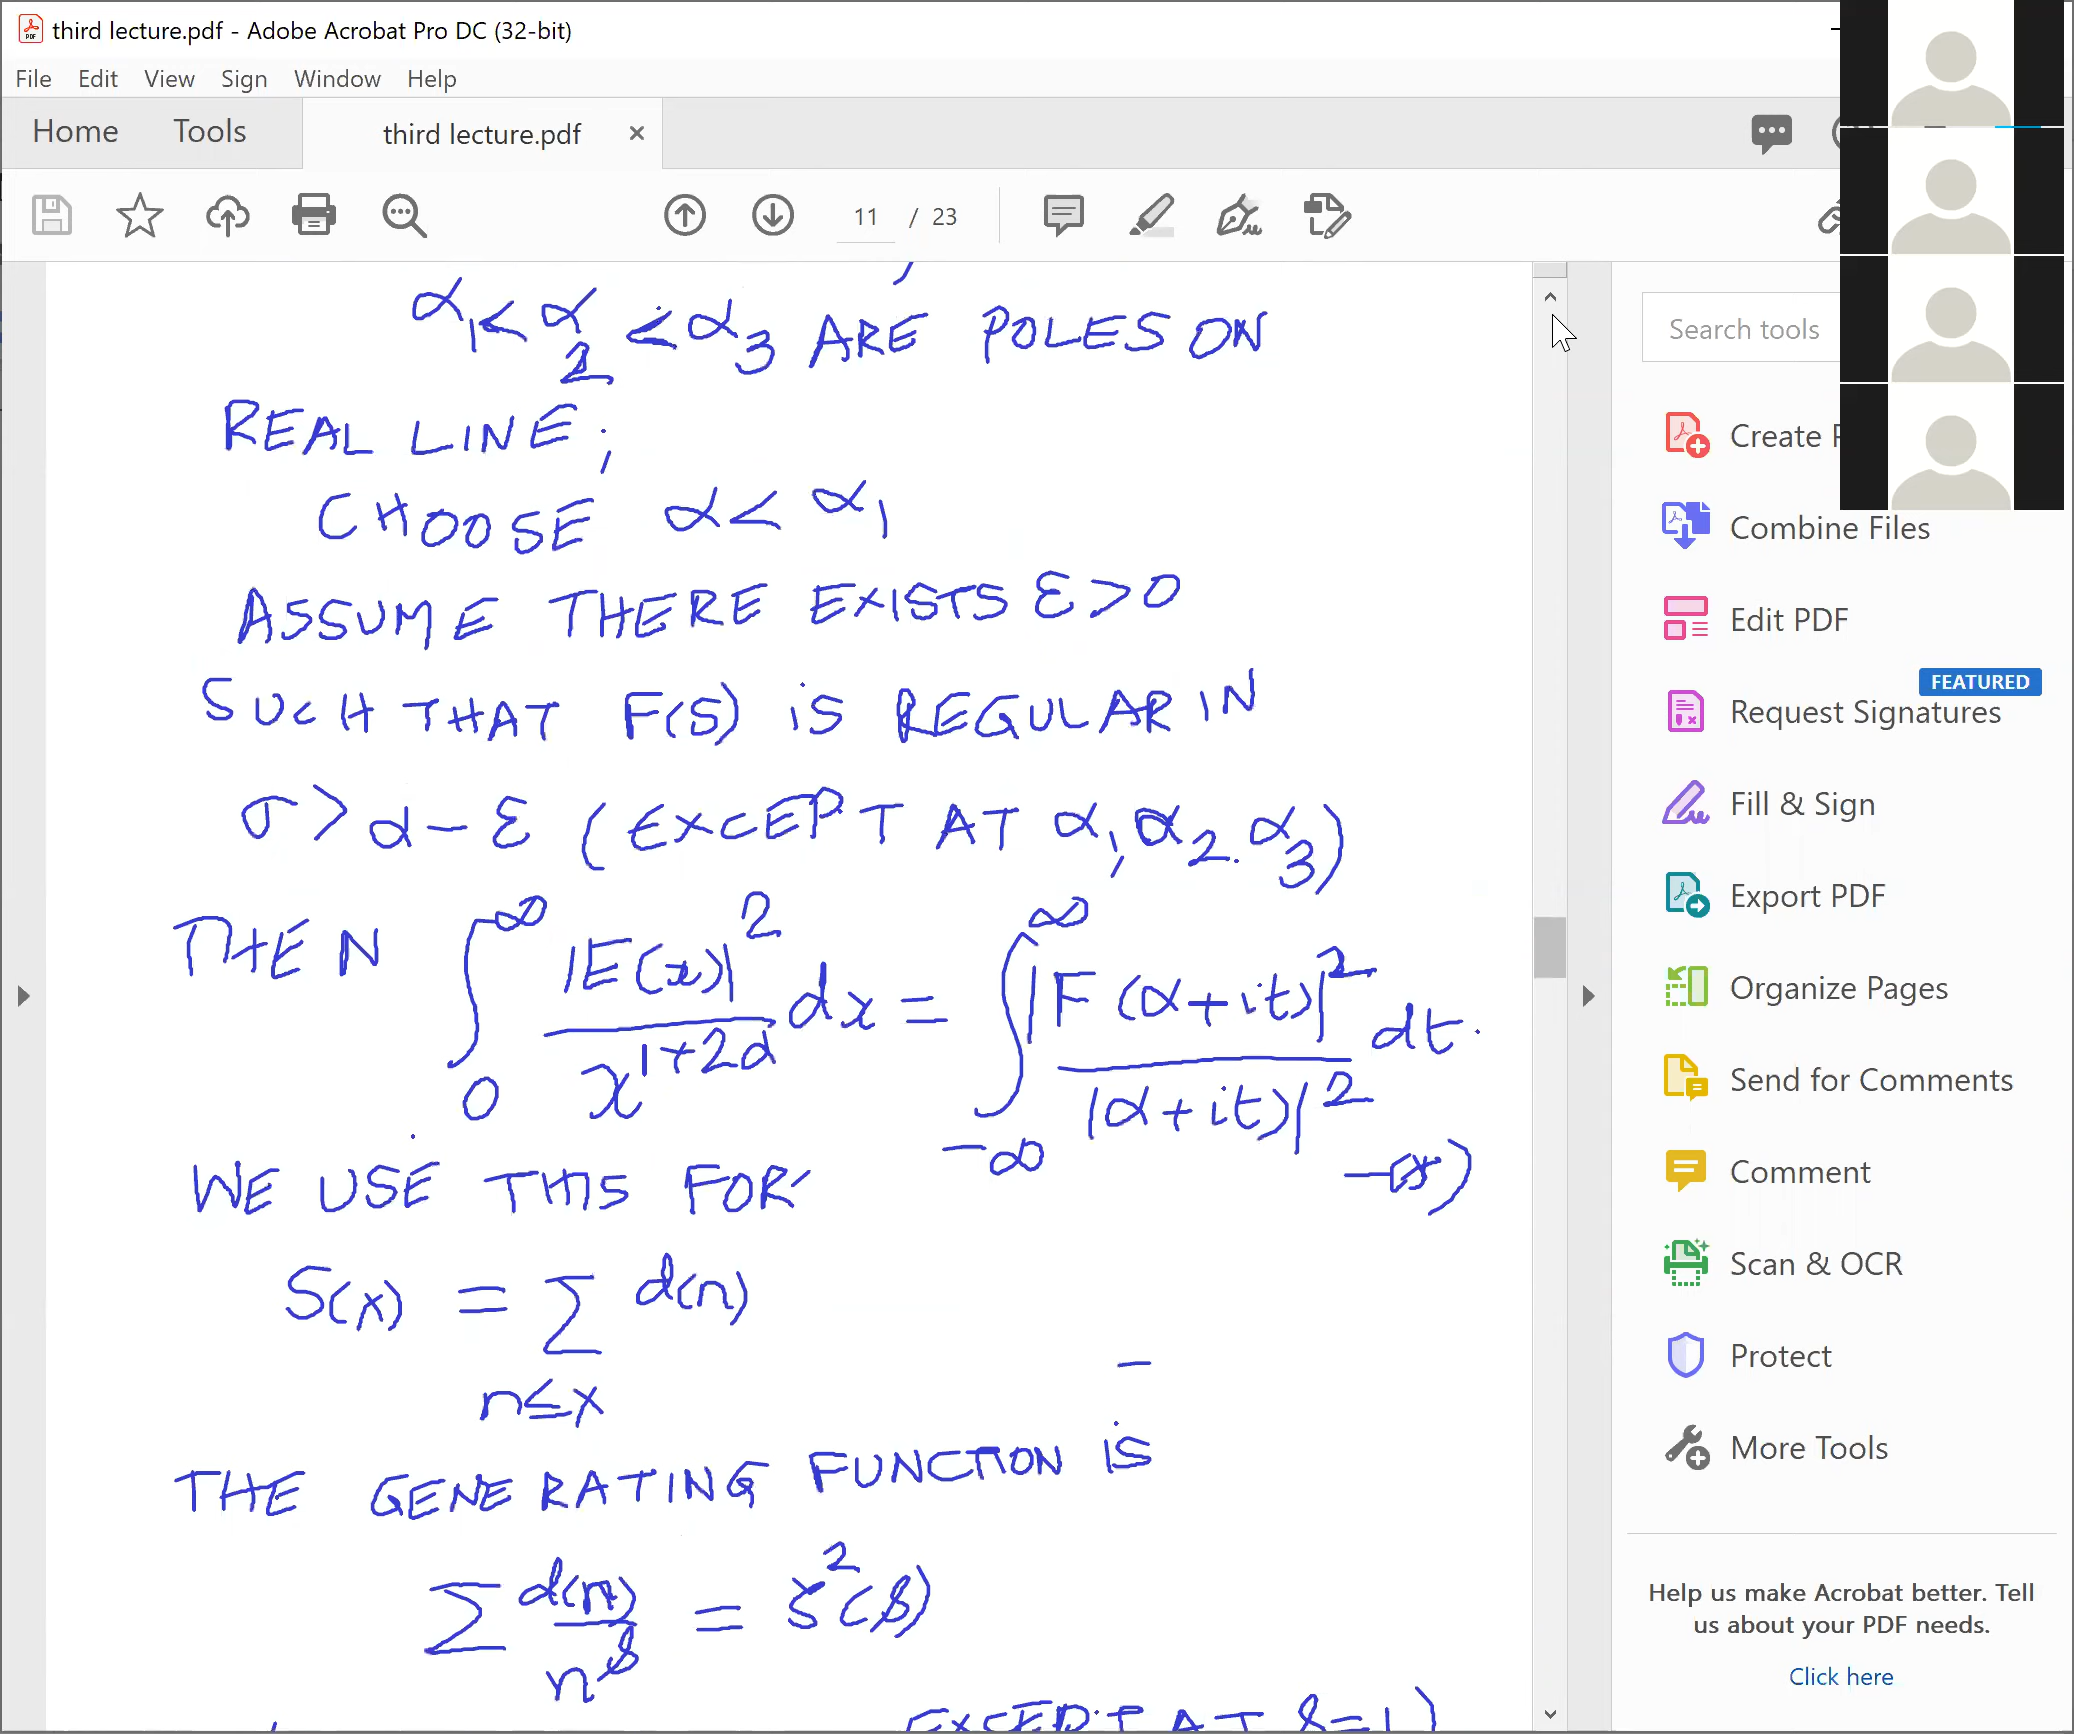 third lecture.pdf - Adobe Acrobat Pro DC (32-bit)
File Edit View Sign Window Help
Home Tools third lecture.pdf ×
11 / 23
α₁ < α₂ < α₃ ARE POLES ON
REAL LINE;
CHOOSE α < α₁
ASSUME THERE EXISTS ε > 0
SUCH THAT F(S) IS REGULAR IN
σ > α - ε (EXCEPT AT α₁, α₂. α₃)
THEN ∫₀^∞ |E(x)|² / x^(1+2α) dx = ∫_(-∞)^∞ |F(α+it)|² / |α+it)|² dt.
—(*)
WE USE THIS FOR
S(x) = Σ d(n)
n≤x
THE GENERATING FUNCTION IS
Σ d(n) / n^s = ζ²(s)
EXCEPT AT s=1)
Search tools
Create
Combine Files
Edit PDF
FEATURED
Request Signatures
Fill & Sign
Export PDF
Organize Pages
Send for Comments
Comment
Scan & OCR
Protect
More Tools
Help us make Acrobat better. Tell
us about your PDF needs.
Click here